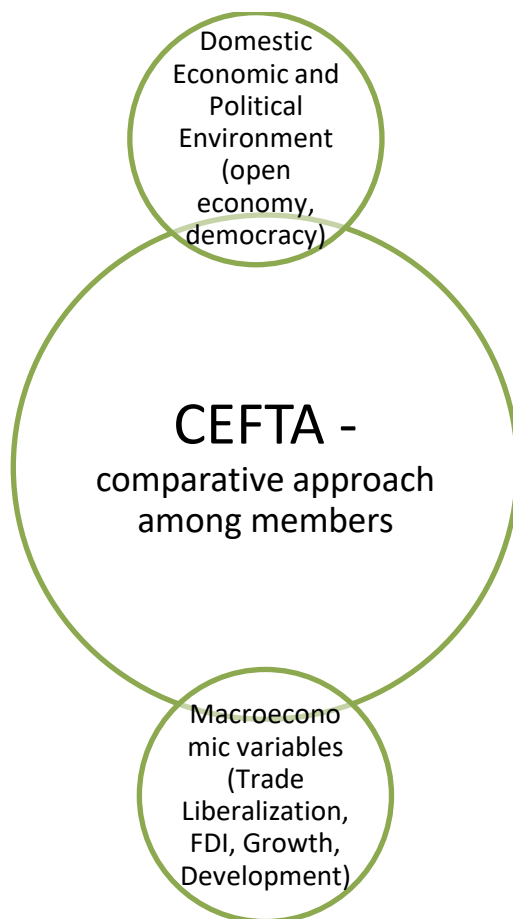 Domestic
Economic and
Political
Environment
(open
economy,
democracy)
CEFTA -
comparative approach
among members
Macroecono
mic variables
(Trade
Liberalization,
FDI, Growth,
Development)